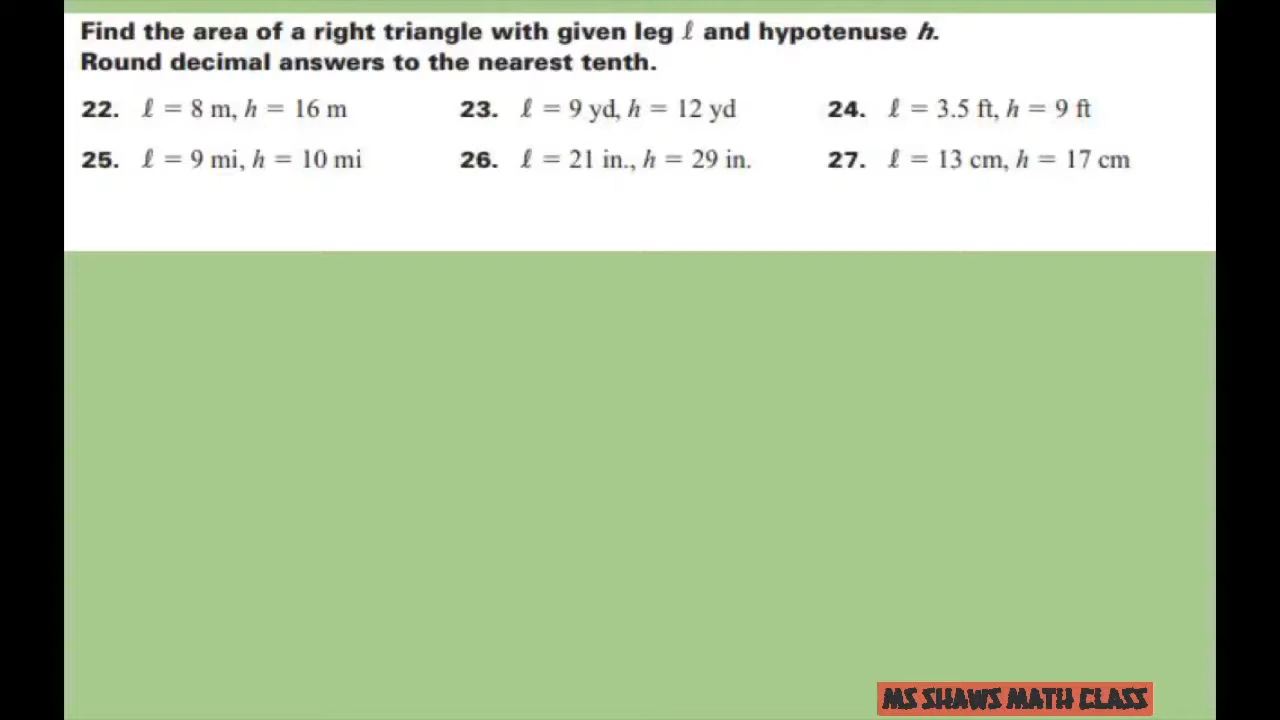 Find the area of a right triangle with given leg ℓ and hypotenuse h.
Round decimal answers to the nearest tenth.
22. ℓ = 8 m, h = 16 m 23. ℓ = 9 yd, h = 12 yd 24. ℓ = 3.5 ft, h = 9 ft
25. ℓ = 9 mi, h = 10 mi 26. ℓ = 21 in., h = 29 in. 27. ℓ = 13 cm, h = 17 cm
MS SHAWS MATH CLASS